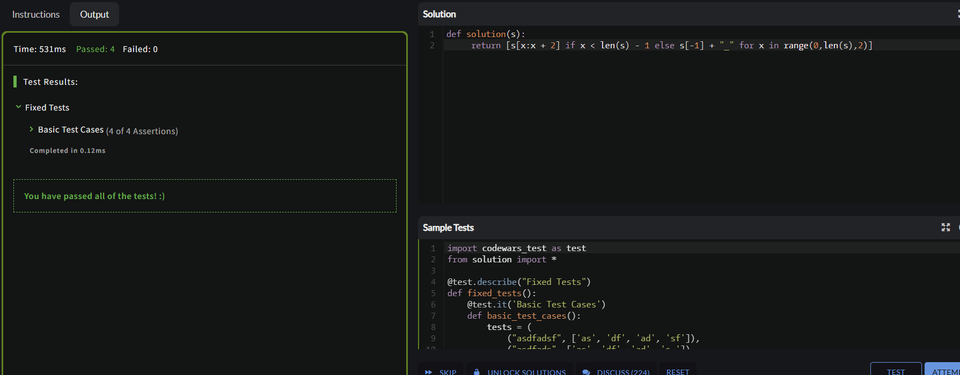 Instructions
Output
Time: 531ms Passed: 4 Failed: 0
Test Results:
Fixed Tests
Basic Test Cases (4 of 4 Assertions)
Completed in 0.12ms
You have passed all of the tests! :)
Solution
1 def solution(s):
2 return [s[x:x + 2] if x < len(s) - 1 else s[-1] + "_" for x in range(0,len(s),2)]
Sample Tests
1 import codewars_test as test
2 from solution import *
3
4 @test.describe("Fixed Tests")
5 def fixed_tests():
6 @test.it('Basic Test Cases')
7 def basic_test_cases():
8 tests = (
9 ("asdfadsf", ['as', 'df', 'ad', 'sf']),
SKIP
UNLOCK SOLUTIONS
DISCUSS (224)
RESET
TEST
ATTEM